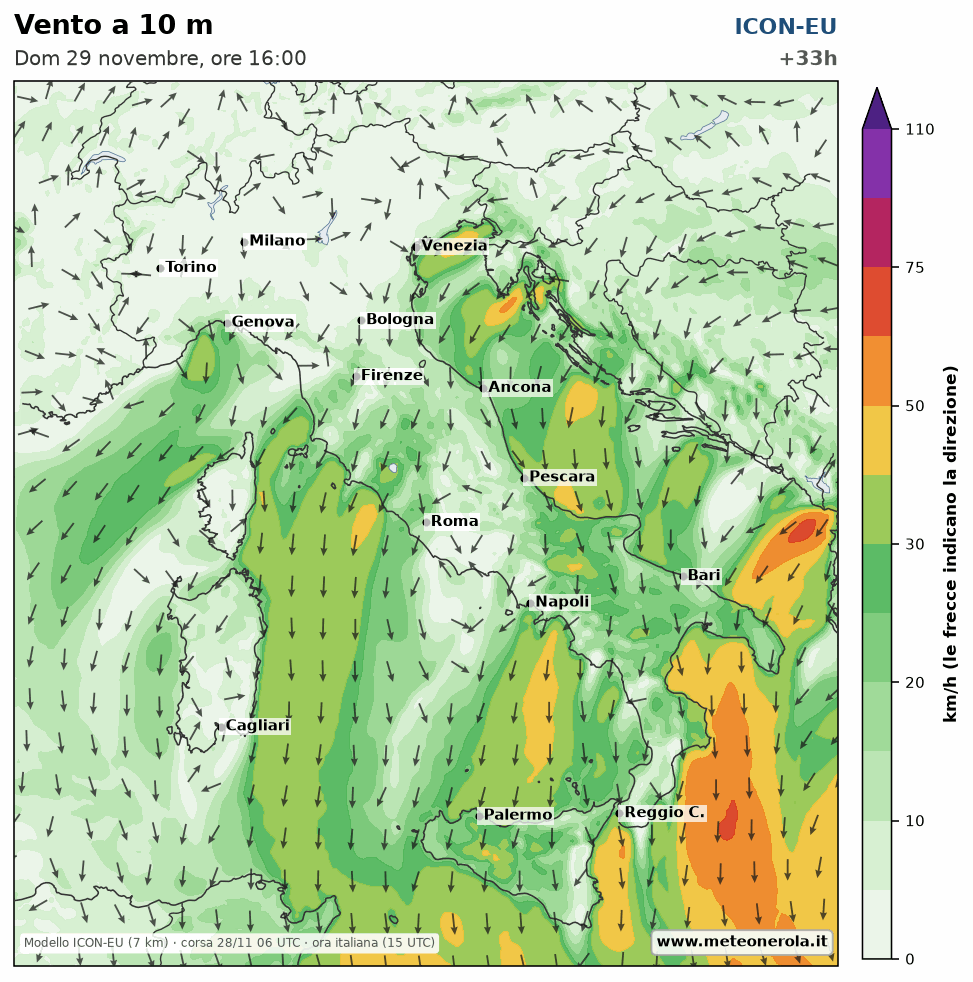 Vento a 10 m
ICON-EU
Dom 29 novembre, ore 16:00
+33h
110
Venezia
Milano
Torino
75
Genova
Bologna
Firenze
Ancona
50
Pescara
Roma
30
Bari
Napoli
20
Cagliari
Palermo
Reggio C.
10
km/h (le frecce indicano la direzione)
Modello ICON-EU (7 km) · corsa 28/11 06 UTC · ora italiana (15 UTC)
www.meteonerola.it
0